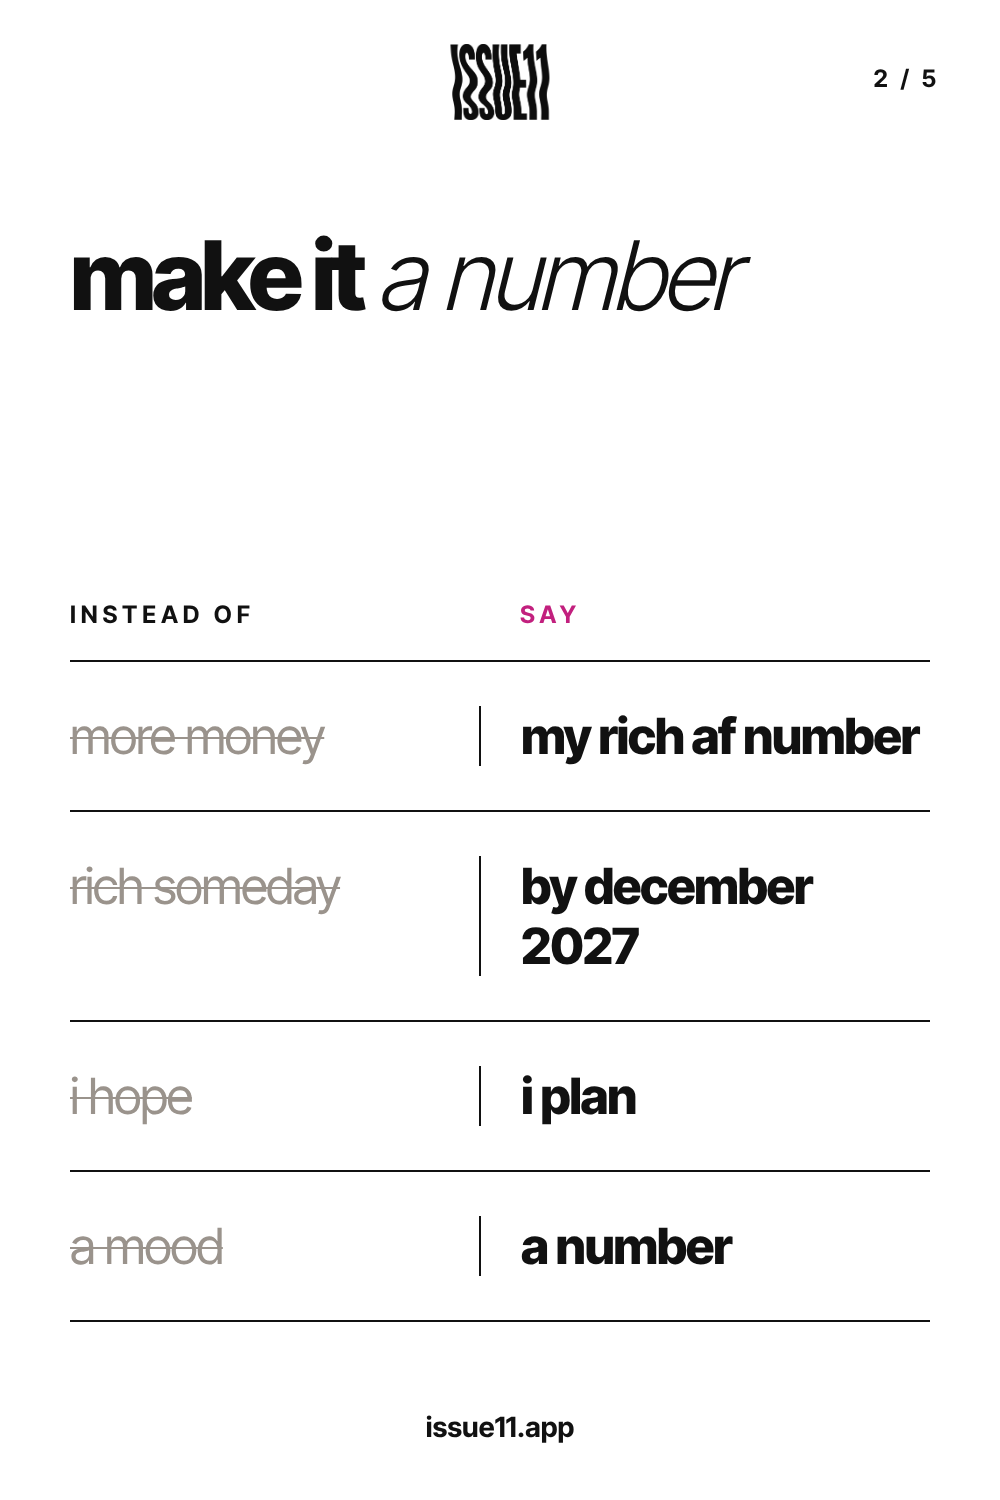 ISSUE11
2 / 5
make it a number
INSTEAD OF
SAY
more money
my rich af number
rich someday
by december
2027
i hope
i plan
a mood
a number
issue11.app